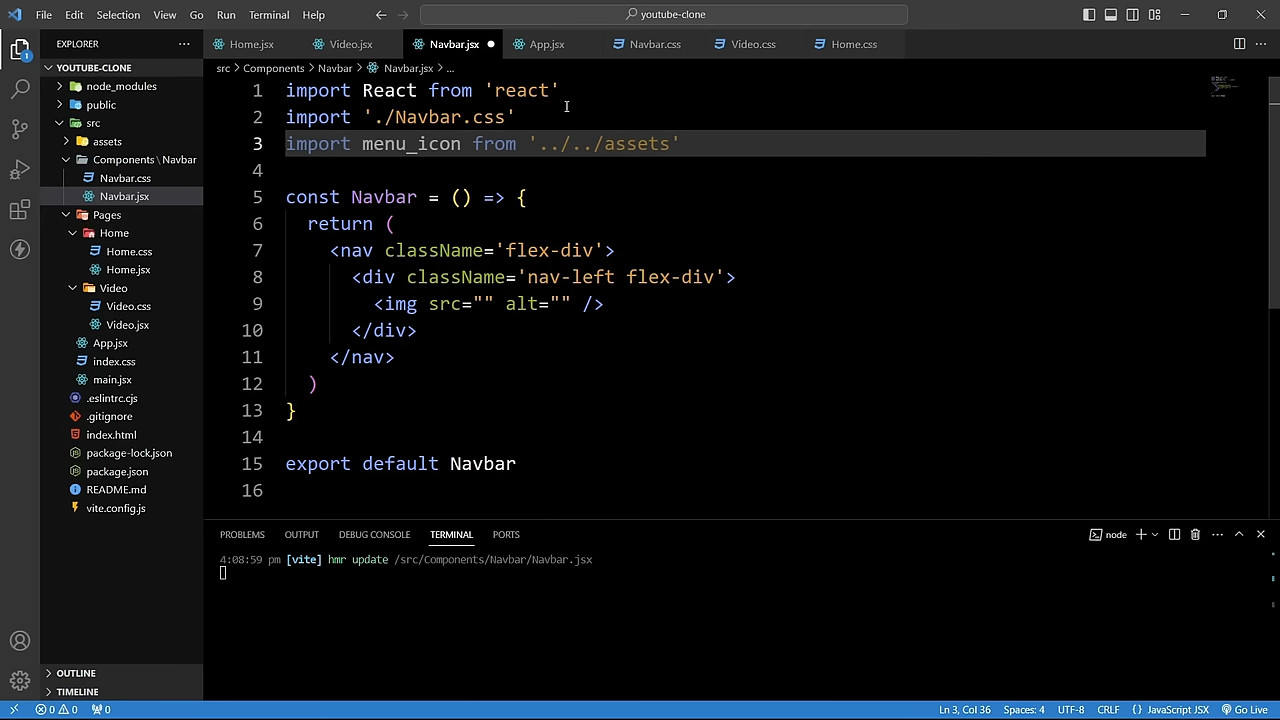 File Edit Selection View Go Run Terminal Help
youtube-clone
EXPLORER
Home.jsx Video.jsx Navbar.jsx App.jsx Navbar.css Video.css Home.css
YOUTUBE-CLONE
src > Components > Navbar > Navbar.jsx > ...
node_modules
public
src
assets
Components \ Navbar
Navbar.css
Navbar.jsx
Pages
Home
Home.css
Home.jsx
Video
Video.css
Video.jsx
App.jsx
index.css
main.jsx
.eslintrc.cjs
.gitignore
index.html
package-lock.json
package.json
README.md
vite.config.js
OUTLINE
TIMELINE
1 import React from 'react'
2 import './Navbar.css'
3 import menu_icon from '../../assets'
4
5 const Navbar = () => {
6 return (
7 <nav className='flex-div'>
8 <div className='nav-left flex-div'>
9 <img src="" alt="" />
10 </div>
11 </nav>
12 )
13 }
14
15 export default Navbar
16
PROBLEMS OUTPUT DEBUG CONSOLE TERMINAL PORTS
node
4:08:59 pm [vite] hmr update /src/Components/Navbar/Navbar.jsx
1
0 0 0
Ln 3, Col 36 Spaces: 4 UTF-8 CRLF {} JavaScript JSX Go Live